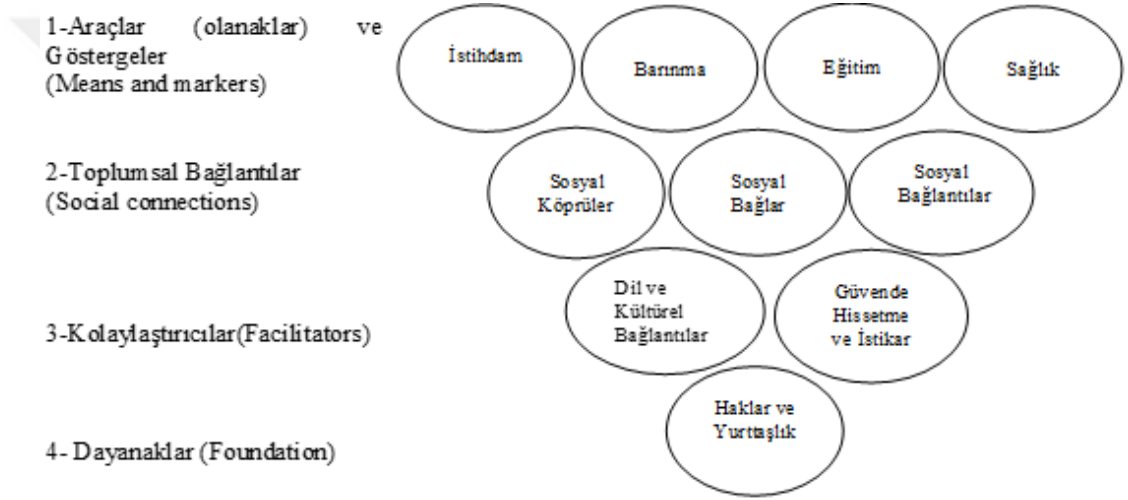 1-Araçlar (olanaklar) ve
Göstergeler
(Means and markers)
İstihdam
Barınma
Eğitim
Sağlık
2-Toplumsal Bağlantılar
(Social connections)
Sosyal
Köprüler
Sosyal
Bağlar
Sosyal
Bağlantılar
3-Kolaylaştırıcılar(Facilitators)
Dil ve
Kültürel
Bağlantılar
Güvende
Hissetme
ve İstikar
4- Dayanaklar (Foundation)
Haklar ve
Yurttaşlık